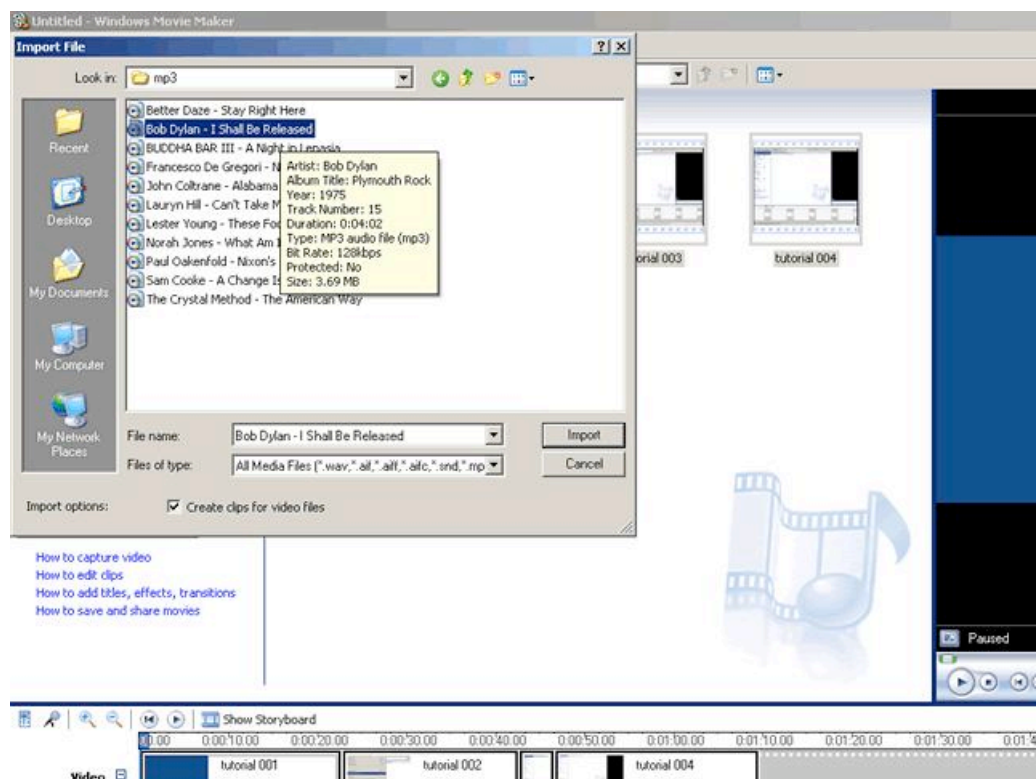 Untitled - Windows Movie Maker
Import File
Look in:
mp3
Better Daze - Stay Right Here
Bob Dylan - I Shall Be Released
BUDDHA BAR III - A Night in Lenasia
Francesco De Gregori - N
John Coltrane - Alabama
Lauryn Hill - Can't Take M
Lester Young - These Foo
Norah Jones - What Am I
Paul Oakenfold - Nixon's
Sam Cooke - A Change Is
The Crystal Method - The American Way
Artist: Bob Dylan
Album Title: Plymouth Rock
Year: 1975
Track Number: 15
Duration: 0:04:02
Type: MP3 audio file (mp3)
Bit Rate: 128kbps
Protected: No
Size: 3.69 MB
Recent
Desktop
My Documents
My Computer
My Network
Places
File name:
Bob Dylan - I Shall Be Released
Import
Files of type:
All Media Files (*.wav,*.aif,*.aiff,*.aifc,*.snd,*.mp
Cancel
Import options:
Create clips for video files
orial 003
tutorial 004
How to capture video
How to edit clips
How to add titles, effects, transitions
How to save and share movies
Paused
Show Storyboard
0:00 0:00:10.00 0:00:20.00 0:00:30.00 0:00:40.00 0:00:50.00 0:01:00.00 0:01:10.00 0:01:20.00 0:01:30.00 0:01:4
Video
tutorial 001
tutorial 002
tutorial 004